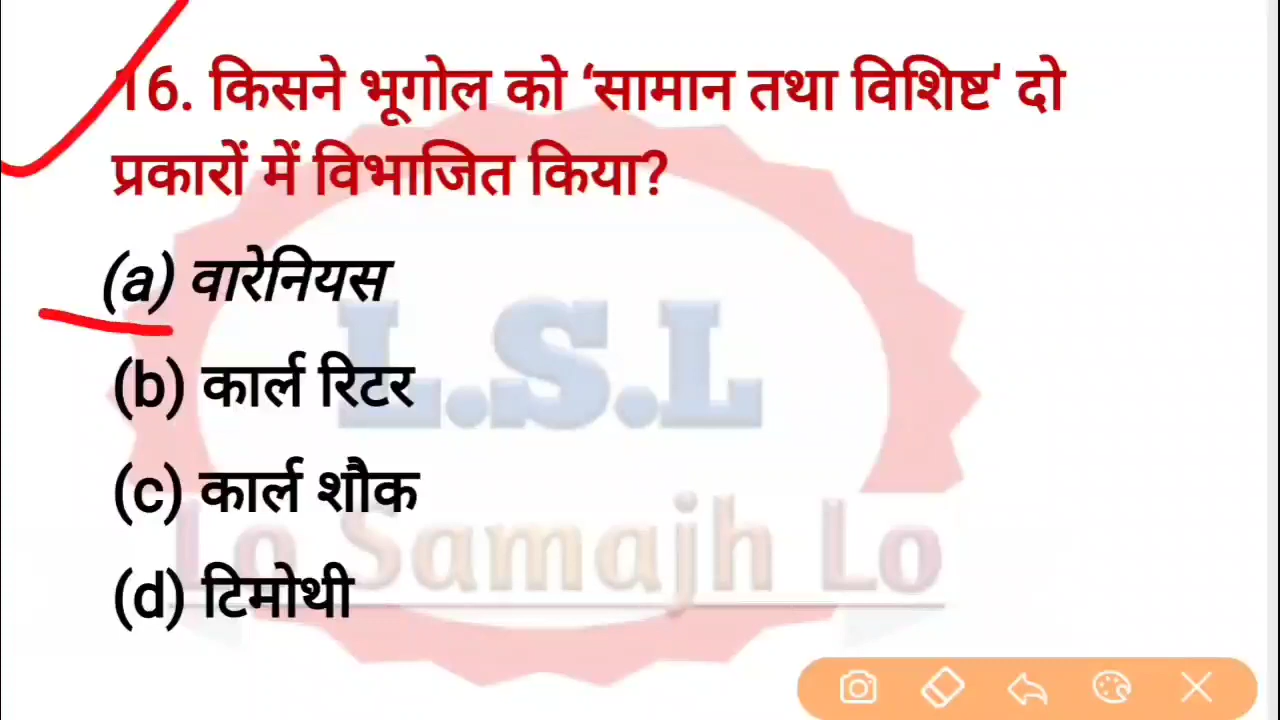 16. किसने भूगोल को ‘सामान तथा विशिष्ट' दो
प्रकारों में विभाजित किया?
(a) वारेनियस
(b) कार्ल रिटर
(c) कार्ल शौक
(d) टिमोथी
L.S.L
Lo Samajh Lo